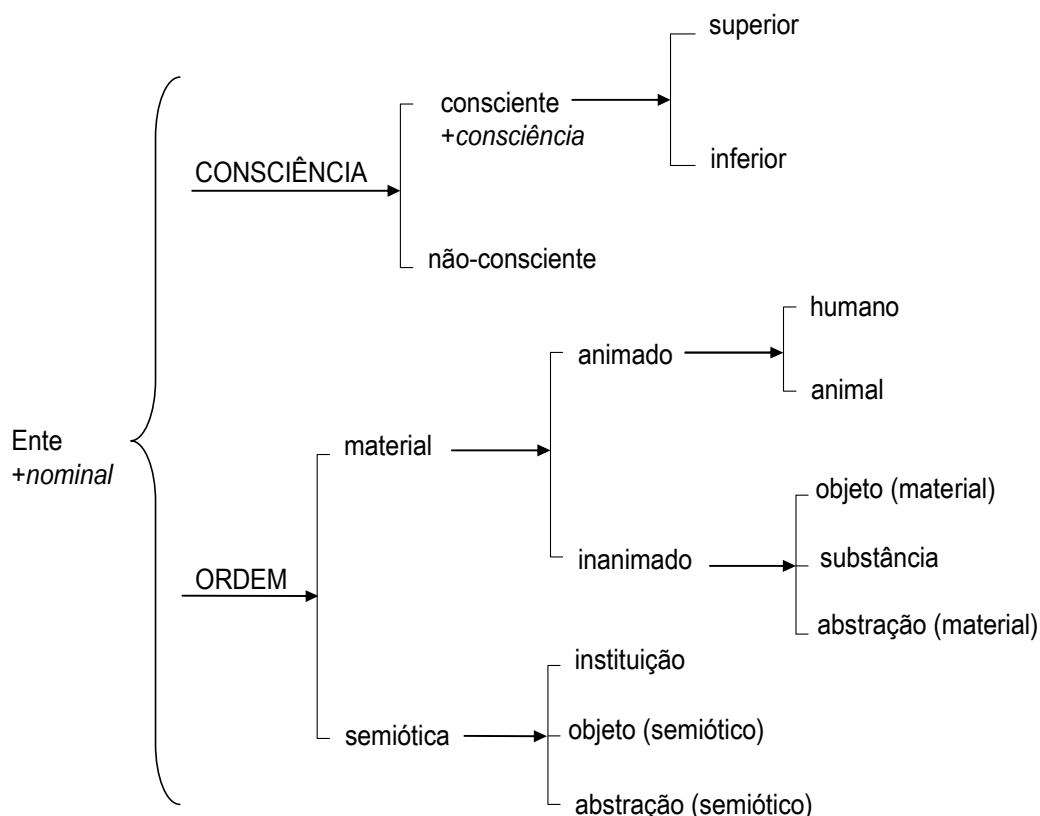 superior
consciente
+consciência
inferior
CONSCIÊNCIA
não-consciente
humano
animado
animal
Ente
+nominal
material
objeto (material)
inanimado
substância
ORDEM
abstração (material)
instituição
semiótica
objeto (semiótico)
abstração (semiótico)